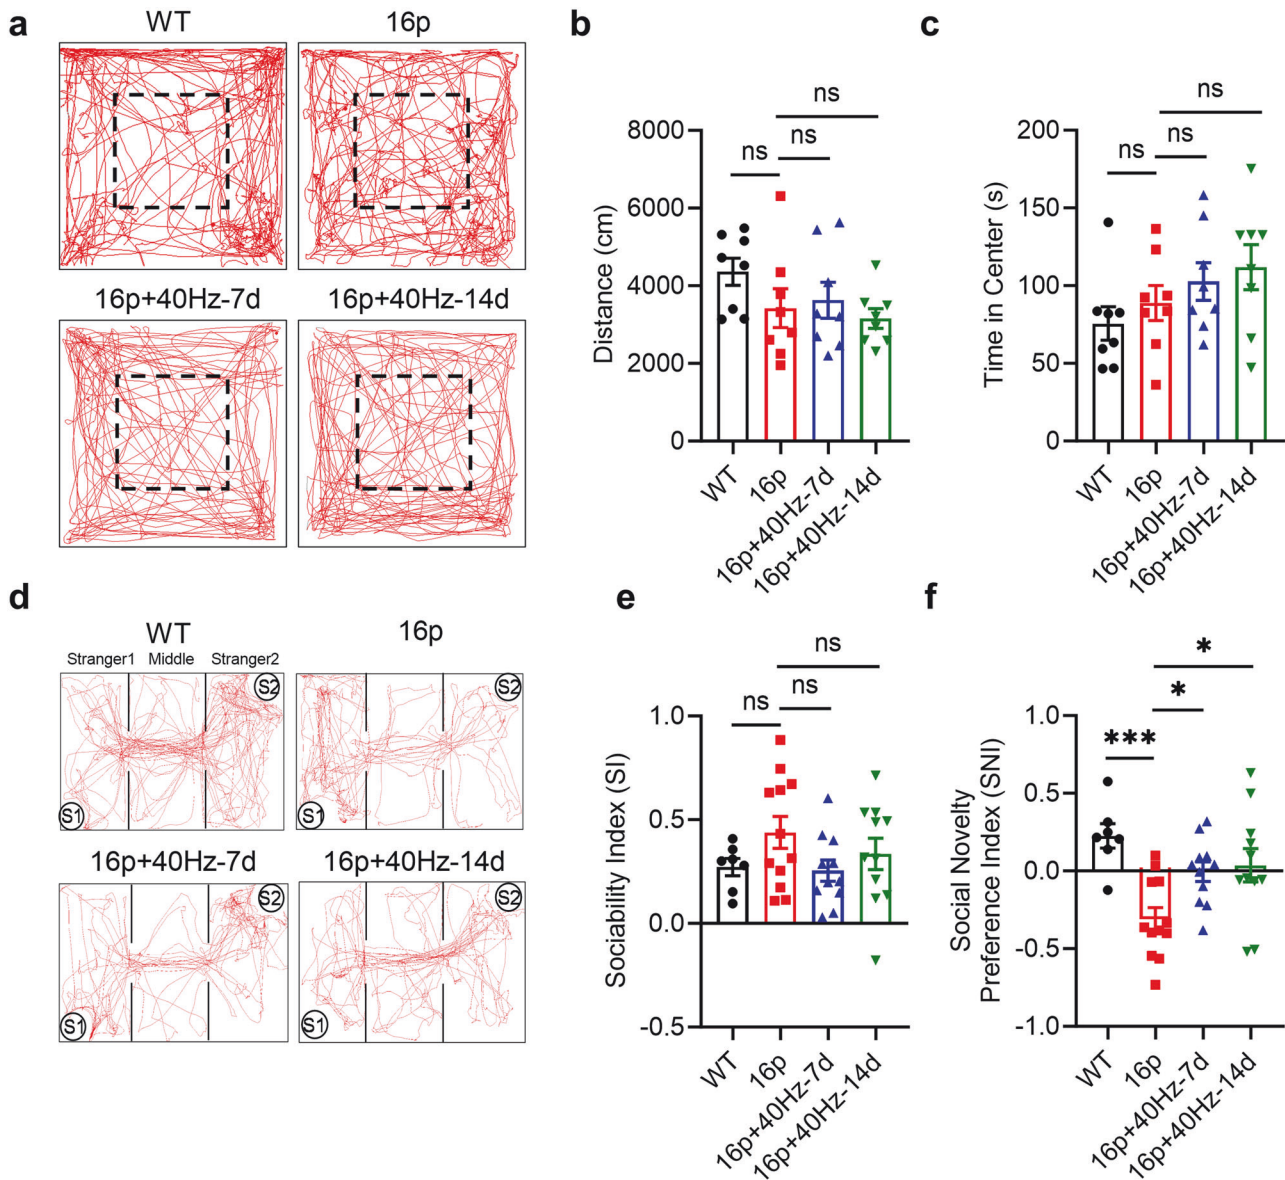 a
WT
16p
16p+40Hz-7d
16p+40Hz-14d
b
Distance (cm)
8000
6000
4000
2000
0
ns
ns
ns
WT
16p
16p+40Hz-7d
16p+40Hz-14d
c
Time in Center (s)
200
150
100
50
0
ns
ns
ns
WT
16p
16p+40Hz-7d
16p+40Hz-14d
d
WT
16p
Stranger1 Middle Stranger2
S2
S2
S1
S1
16p+40Hz-7d
16p+40Hz-14d
S2
S2
S1
S1
e
Sociability Index (SI)
1.0
0.5
0.0
-0.5
ns
ns
ns
WT
16p
16p+40Hz-7d
16p+40Hz-14d
f
Social Novelty
Preference Index (SNI)
1.0
0.5
0.0
-0.5
-1.0
*
*
***
WT
16p
16p+40Hz-7d
16p+40Hz-14d